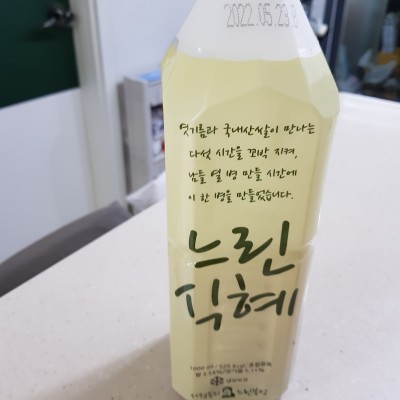 2022.05.23
엿기름과 국내산쌀이 만나는
다섯 시간을 꼬박 지켜,
남들 열 병 만들 시간에
이 한 병을 만들었습니다.
느린
식혜
1000 ml